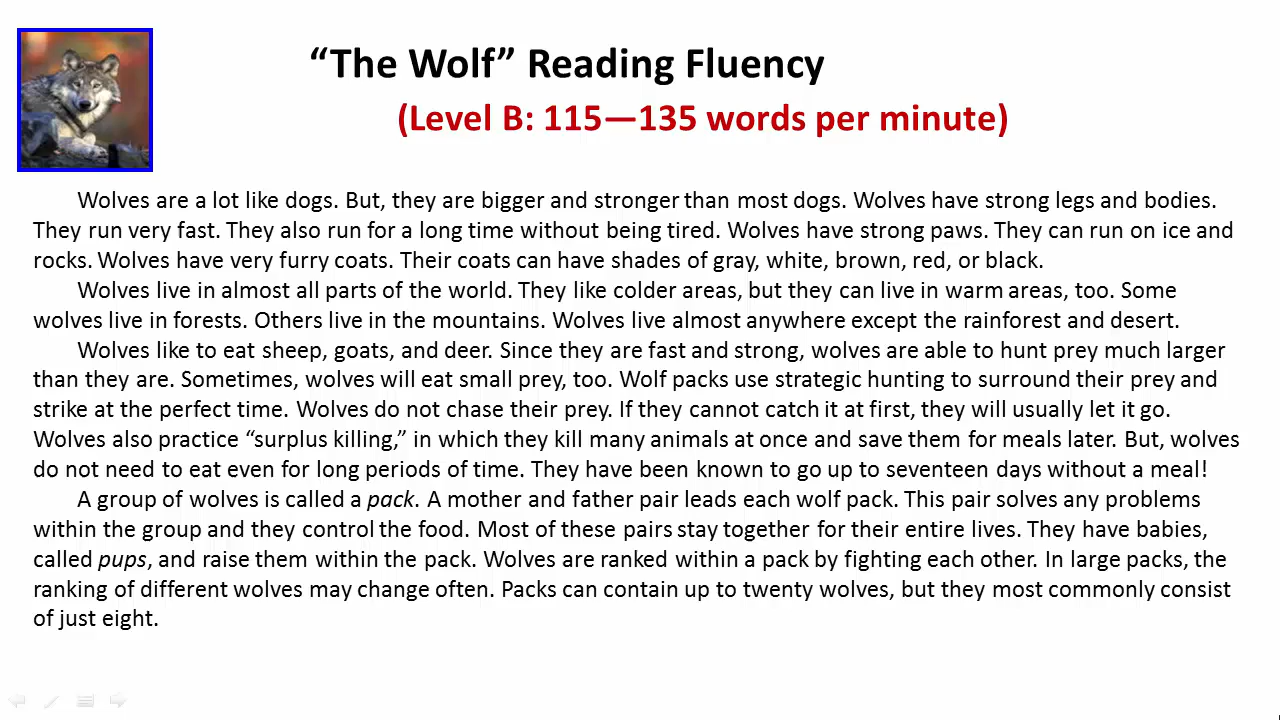 “The Wolf” Reading Fluency
(Level B: 115—135 words per minute)
Wolves are a lot like dogs. But, they are bigger and stronger than most dogs. Wolves have strong legs and bodies.
They run very fast. They also run for a long time without being tired. Wolves have strong paws. They can run on ice and
rocks. Wolves have very furry coats. Their coats can have shades of gray, white, brown, red, or black.
Wolves live in almost all parts of the world. They like colder areas, but they can live in warm areas, too. Some
wolves live in forests. Others live in the mountains. Wolves live almost anywhere except the rainforest and desert.
Wolves like to eat sheep, goats, and deer. Since they are fast and strong, wolves are able to hunt prey much larger
than they are. Sometimes, wolves will eat small prey, too. Wolf packs use strategic hunting to surround their prey and
strike at the perfect time. Wolves do not chase their prey. If they cannot catch it at first, they will usually let it go.
Wolves also practice “surplus killing,” in which they kill many animals at once and save them for meals later. But, wolves
do not need to eat even for long periods of time. They have been known to go up to seventeen days without a meal!
A group of wolves is called a pack. A mother and father pair leads each wolf pack. This pair solves any problems
within the group and they control the food. Most of these pairs stay together for their entire lives. They have babies,
called pups, and raise them within the pack. Wolves are ranked within a pack by fighting each other. In large packs, the
ranking of different wolves may change often. Packs can contain up to twenty wolves, but they most commonly consist
of just eight.